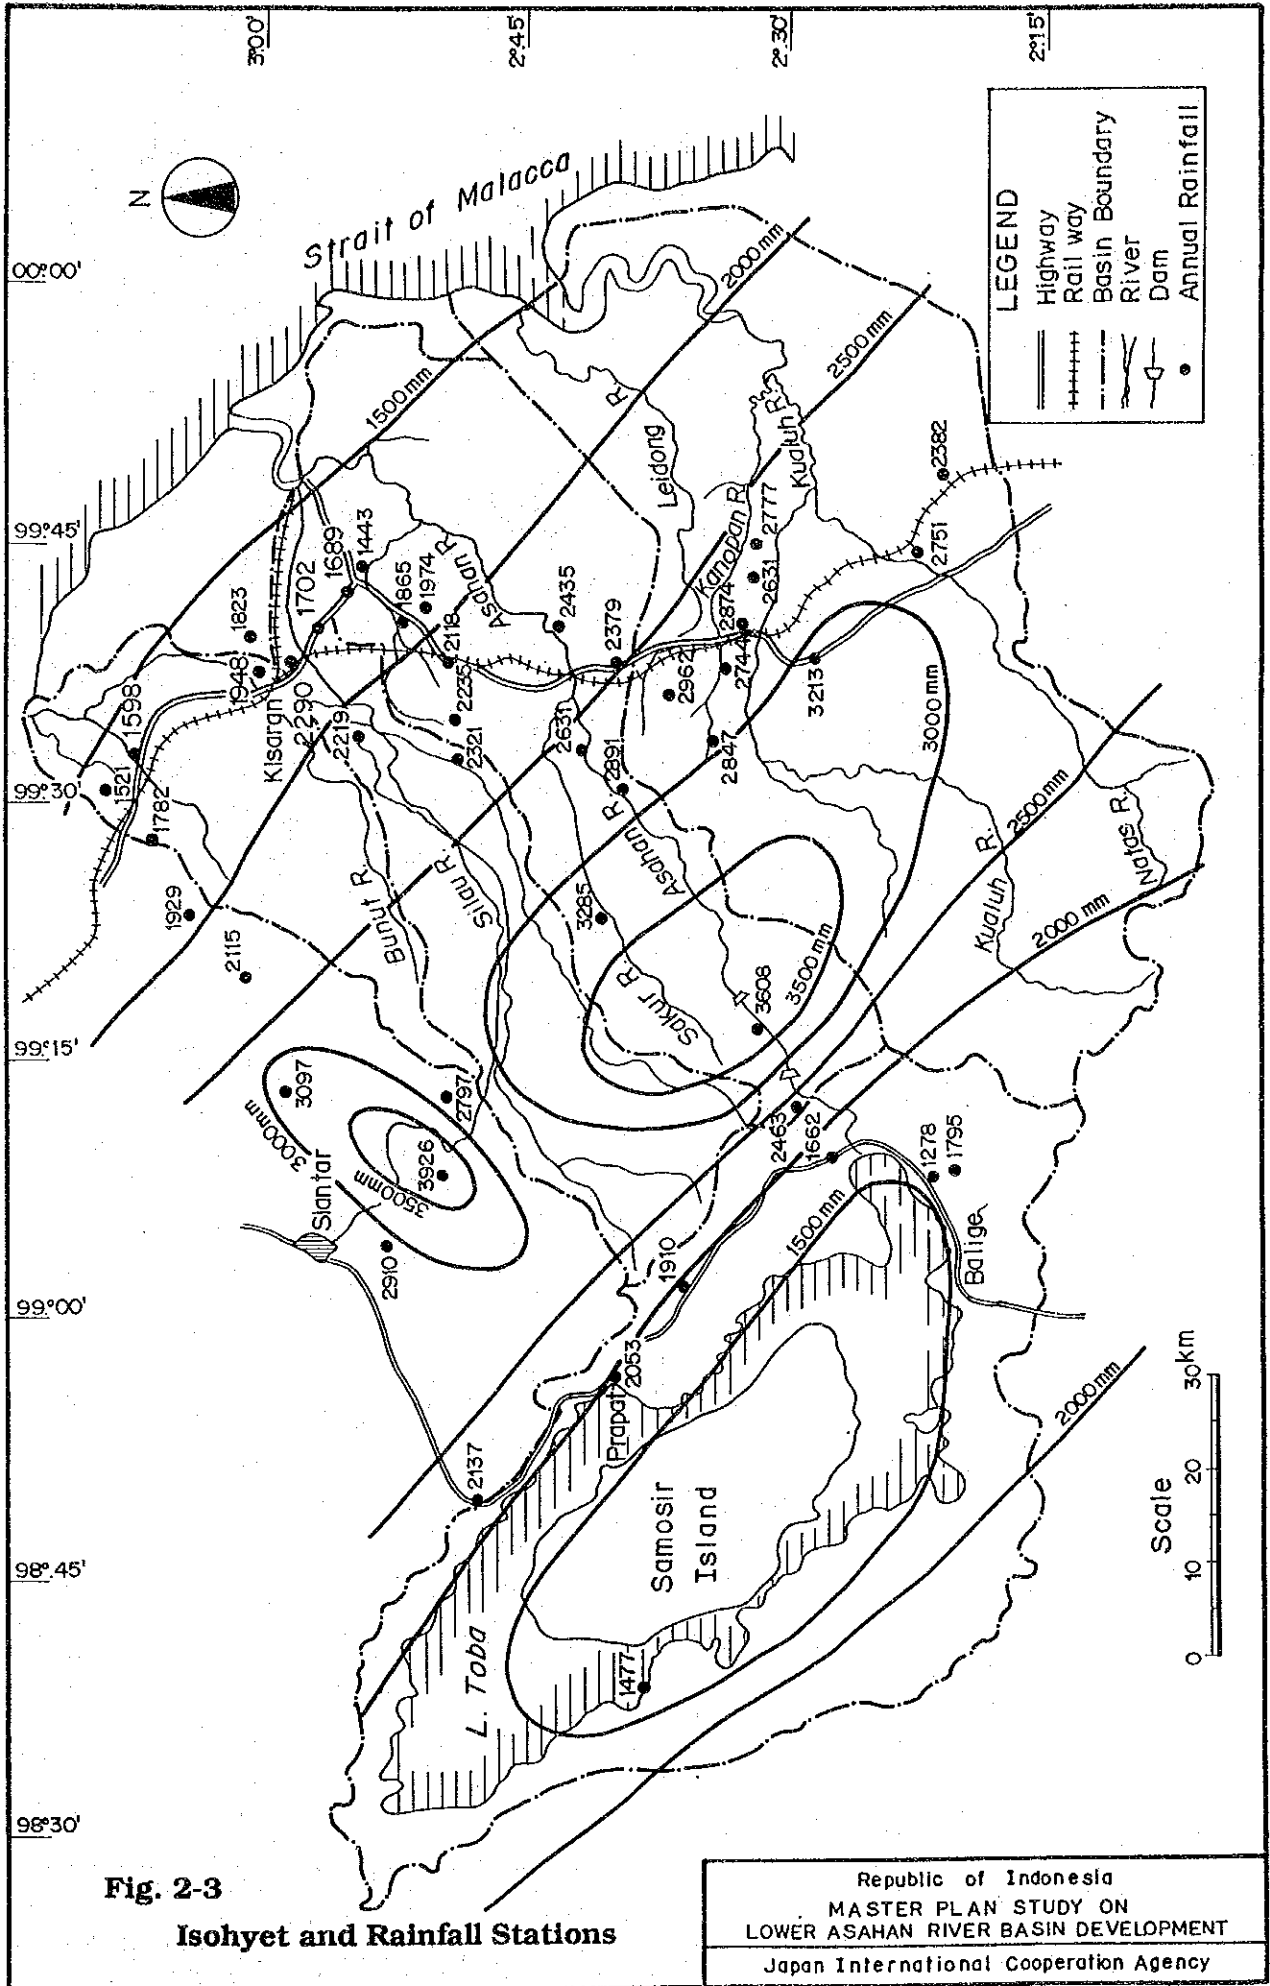 3°00'
2°45'
2°30'
2°15'
00°00'
99°45'
99°30'
99°15'
99°00'
98°45'
98°30'
N
Strait of Malacca
LEGEND
Highway
Rail way
Basin Boundary
River
Dam
Annual Rainfall
1500mm
2000mm
2500mm
3000mm
2500mm
2000 mm
3500mm
3000mm
3500mm
1500mm
2000mm
Leidong
R.
Kanopan R.
Kualuh R.
Asahan R.
Asahan R.
Bunut R.
Silau R.
Sakur R.
Kualuh R.
Natas R.
Kisaran
Siantar
Prapat
Balige
L. Toba
Samosir
Island
1823
1948
1598
1521
1782
1929
2115
1702
1689
1443
1865
1974
2118
2235
2321
2290
2219
2435
2379
2631
2891
2962
2847
2744
2874
2631
2777
2751
2382
3213
3285
3608
3097
2797
3926
2910
2463
1662
1278
1795
1910
2053
2137
1477
Scale
0 10 20 30km
Fig. 2-3
Isohyet and Rainfall Stations
Republic of Indonesia
MASTER PLAN STUDY ON
LOWER ASAHAN RIVER BASIN DEVELOPMENT
Japan International Cooperation Agency